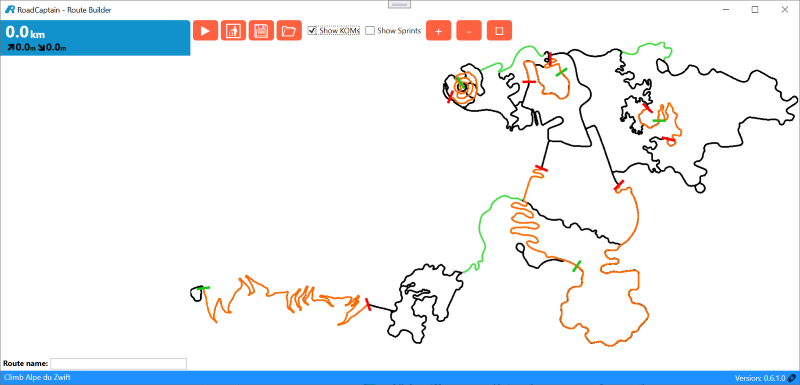 RoadCaptain - Route Builder
0.0km
0.0m 0.0m
Show KOMs
Show Sprints
+
-
Route name:
Climb Alpe du Zwift
Version: 0.6.1.0